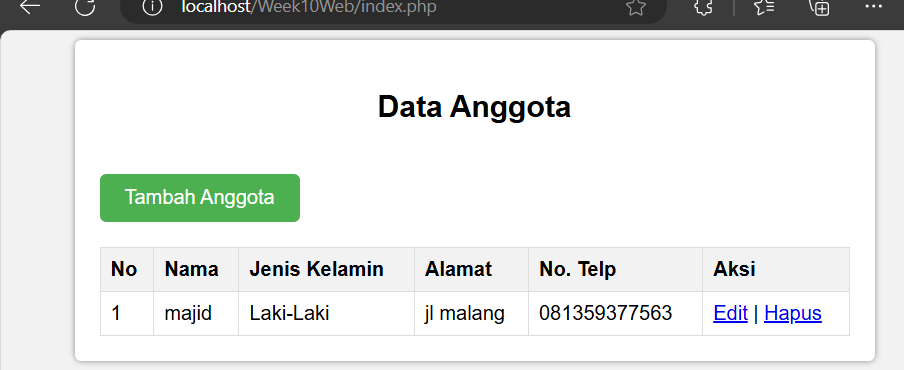 localhost/Week10Web/index.php
Data Anggota
Tambah Anggota
No Nama Jenis Kelamin Alamat No. Telp Aksi
1 majid Laki-Laki jl malang 081359377563 Edit | Hapus